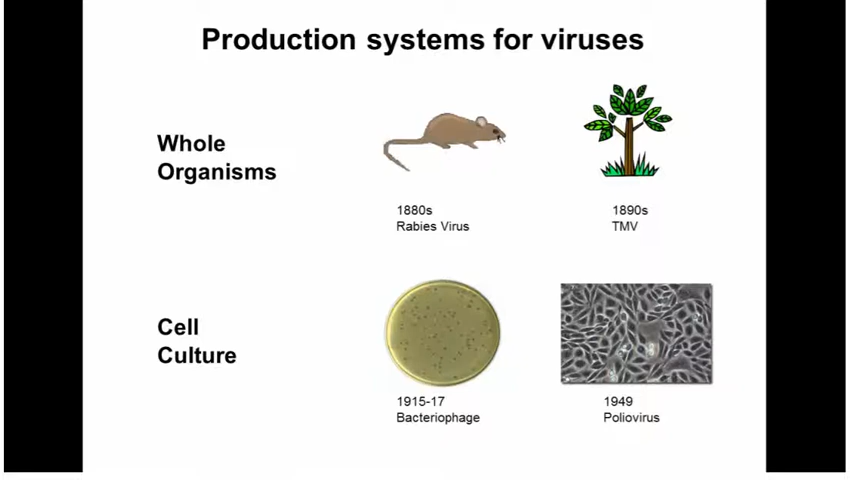 Production systems for viruses
Whole
Organisms
1880s
Rabies Virus
1890s
TMV
Cell
Culture
1915-17
Bacteriophage
1949
Poliovirus